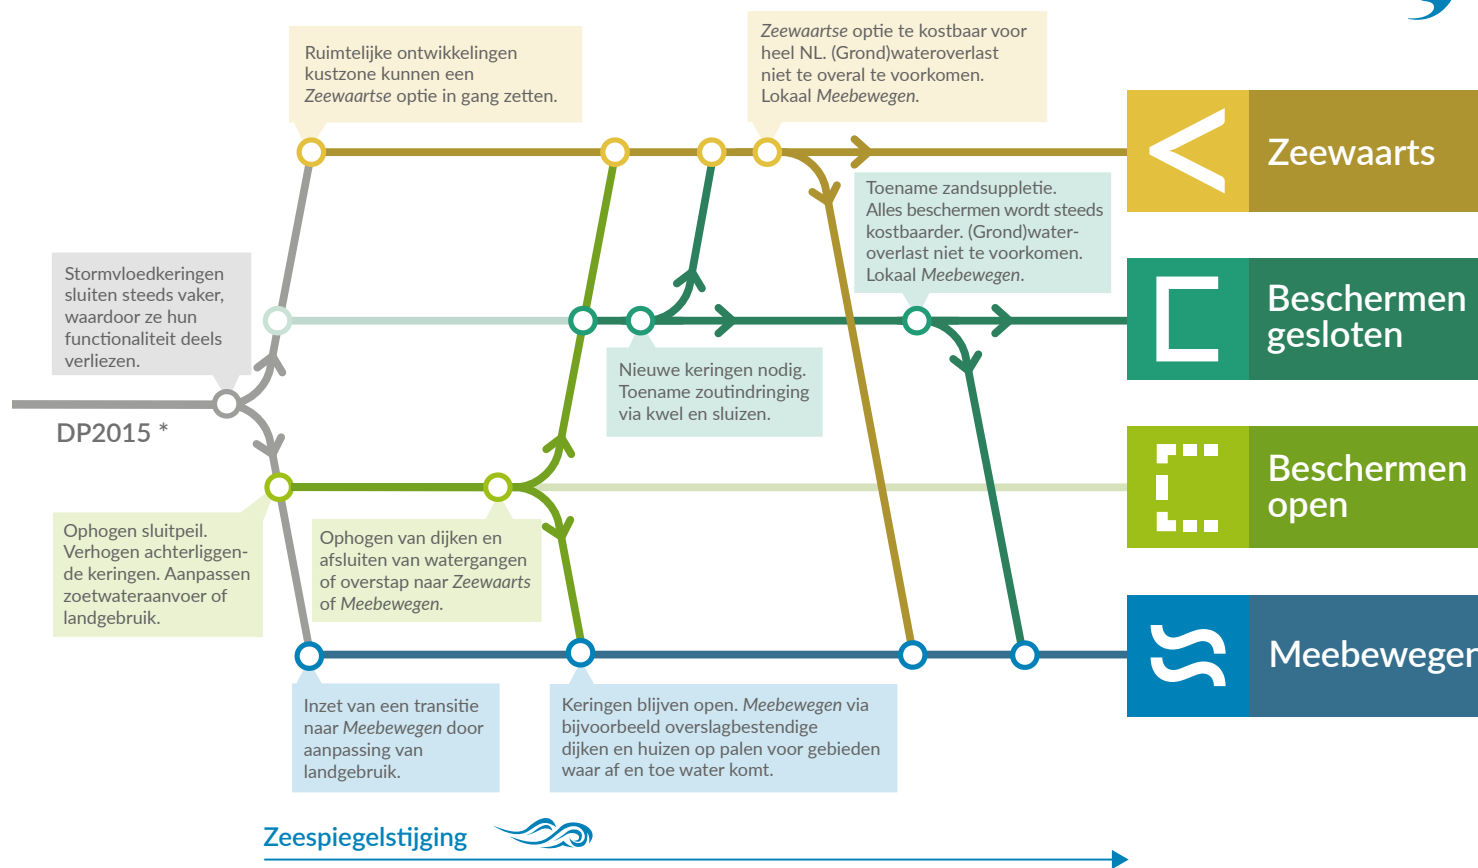 Ruimtelijke ontwikkelingen
kustzone kunnen een
Zeewaartse optie in gang zetten.
Zeewaartse optie te kostbaar voor
heel NL. (Grond)wateroverlast
niet te overal te voorkomen.
Lokaal Meebewegen.
Zeewaarts
Toename zandsuppletie.
Alles beschermen wordt steeds
kostbaarder. (Grond)water-
overlast niet te voorkomen.
Lokaal Meebewegen.
Stormvloedkeringen
sluiten steeds vaker,
waardoor ze hun
functionaliteit deels
verliezen.
Beschermen
gesloten
Nieuwe keringen nodig.
Toename zoutindringing
via kwel en sluizen.
DP2015 *
Beschermen
open
Ophogen sluitpeil.
Verhogen achterliggen-
de keringen. Aanpassen
zoetwateraanvoer of
landgebruik.
Ophogen van dijken en
afsluiten van watergangen
of overstap naar Zeewaarts
of Meebewegen.
Meebewegen
Inzet van een transitie
naar Meebewegen door
aanpassing van
landgebruik.
Keringen blijven open. Meebewegen via
bijvoorbeeld overslagbestendige
dijken en huizen op palen voor gebieden
waar af en toe water komt.
Zeespiegelstijging